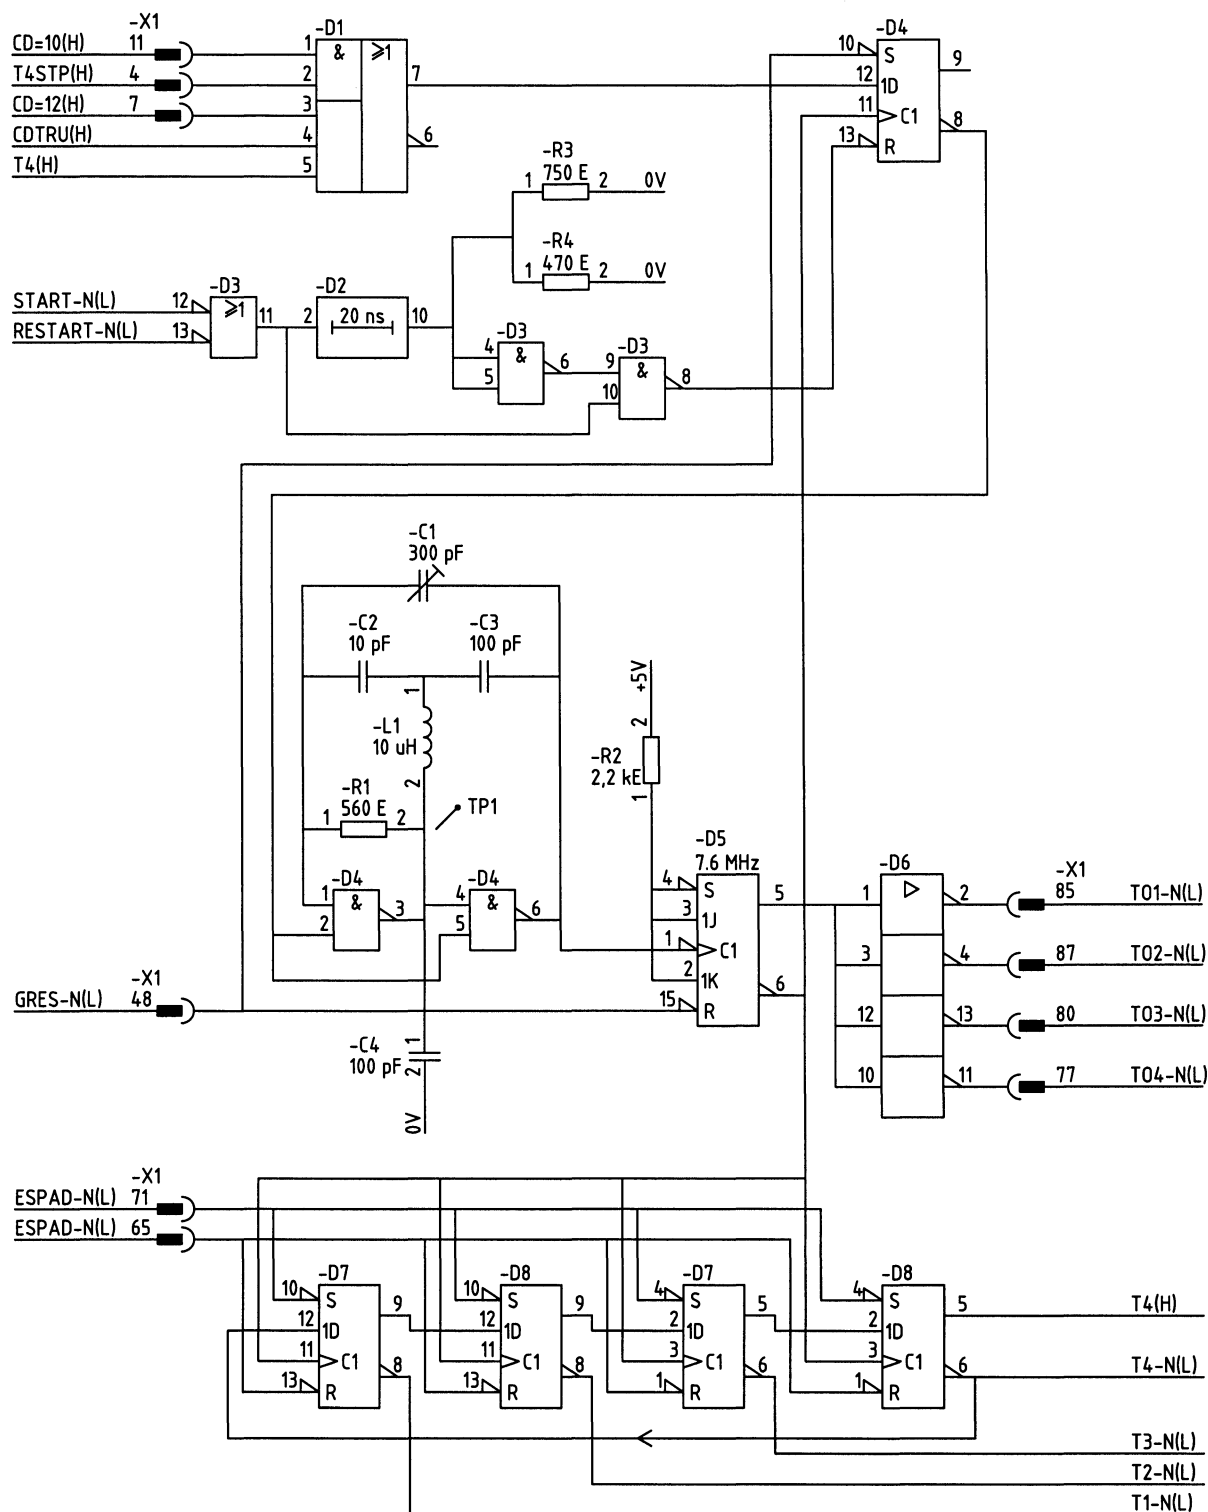 -X1
-D1
-D4
CD=10(H) 11 1 & ≥1 10 S 9
T4STP(H) 4 2 7 12 1D
CD=12(H) 7 3 11 C1 8
CDTRU(H) 4 6 13 R
T4(H) 5
-R3
750 E
1 2 0V
-R4
470 E
1 2 0V
-D3 -D2
START-N(L) 12 ≥1 11 2 20 ns 10
RESTART-N(L) 13
-D3 -D3
4 & 6 9 & 8
5 10
-C1
300 pF
-C2 -C3
10 pF 100 pF
1
-L1
10 uH
2
+5V
2
-R2
2,2 kE
1
-R1
560 E
1 2 TP1
-D5
7.6 MHz
-D6
-X1
-D4 -D4
1 & 3 4 & 6
2 5
4 S 5
3 1J
1 C1
2 1K 6
15 R
1 2 85 T01-N(L)
3 4 87 T02-N(L)
12 13 80 T03-N(L)
10 11 77 T04-N(L)
-X1
GRES-N(L) 48
-C4
100 pF
1
2
0V
-X1
ESPAD-N(L) 71
ESPAD-N(L) 65
-D7 -D8 -D7 -D8
10 S 9 10 S 9 4 S 5 4 S 5 T4(H)
12 1D 12 1D 2 1D 2 1D
11 C1 8 11 C1 8 3 C1 6 3 C1 6 T4-N(L)
13 R 13 R 1 R 1 R
T3-N(L)
T2-N(L)
T1-N(L)